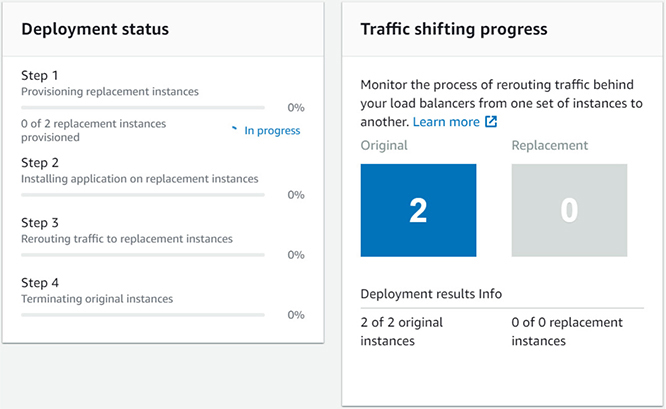 Deployment status
Step 1
Provisioning replacement instances
0%
0 of 2 replacement instances
provisioned
In progress
Step 2
Installing application on replacement instances
0%
Step 3
Rerouting traffic to replacement instances
0%
Step 4
Terminating original instances
0%
Traffic shifting progress
Monitor the process of rerouting traffic behind
your load balancers from one set of instances to
another. Learn more
Original
Replacement
2
0
Deployment results Info
2 of 2 original
instances
0 of 0 replacement
instances